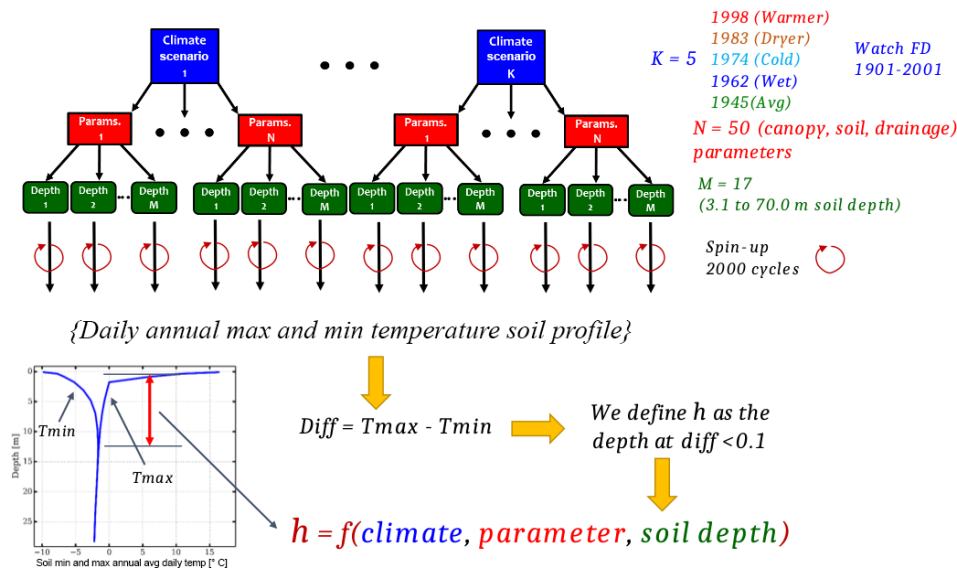 Climate
scenario
1
Climate
scenario
K
K = 5
1998 (Warmer)
1983 (Dryer)
1974 (Cold)
1962 (Wet)
1945(Avg)
Watch FD
1901-2001
Params.
1
Params.
N
Params.
1
Params.
N
N = 50 (canopy, soil, drainage)
parameters
Depth
1
Depth
2
Depth
M
Depth
1
Depth
2
Depth
M
Depth
1
Depth
2
Depth
M
Depth
1
Depth
2
Depth
M
M = 17
(3.1 to 70.0 m soil depth)
Spin-up
2000 cycles
{Daily annual max and min temperature soil profile}
Diff = Tmax - Tmin
We define h as the
depth at diff <0.1
h = f(climate, parameter, soil depth)
Tmin
Tmax
Depth [m]
0
5
10
15
20
25
−10
−5
0
5
10
15
Soil min and max annual avg daily temp [° C]